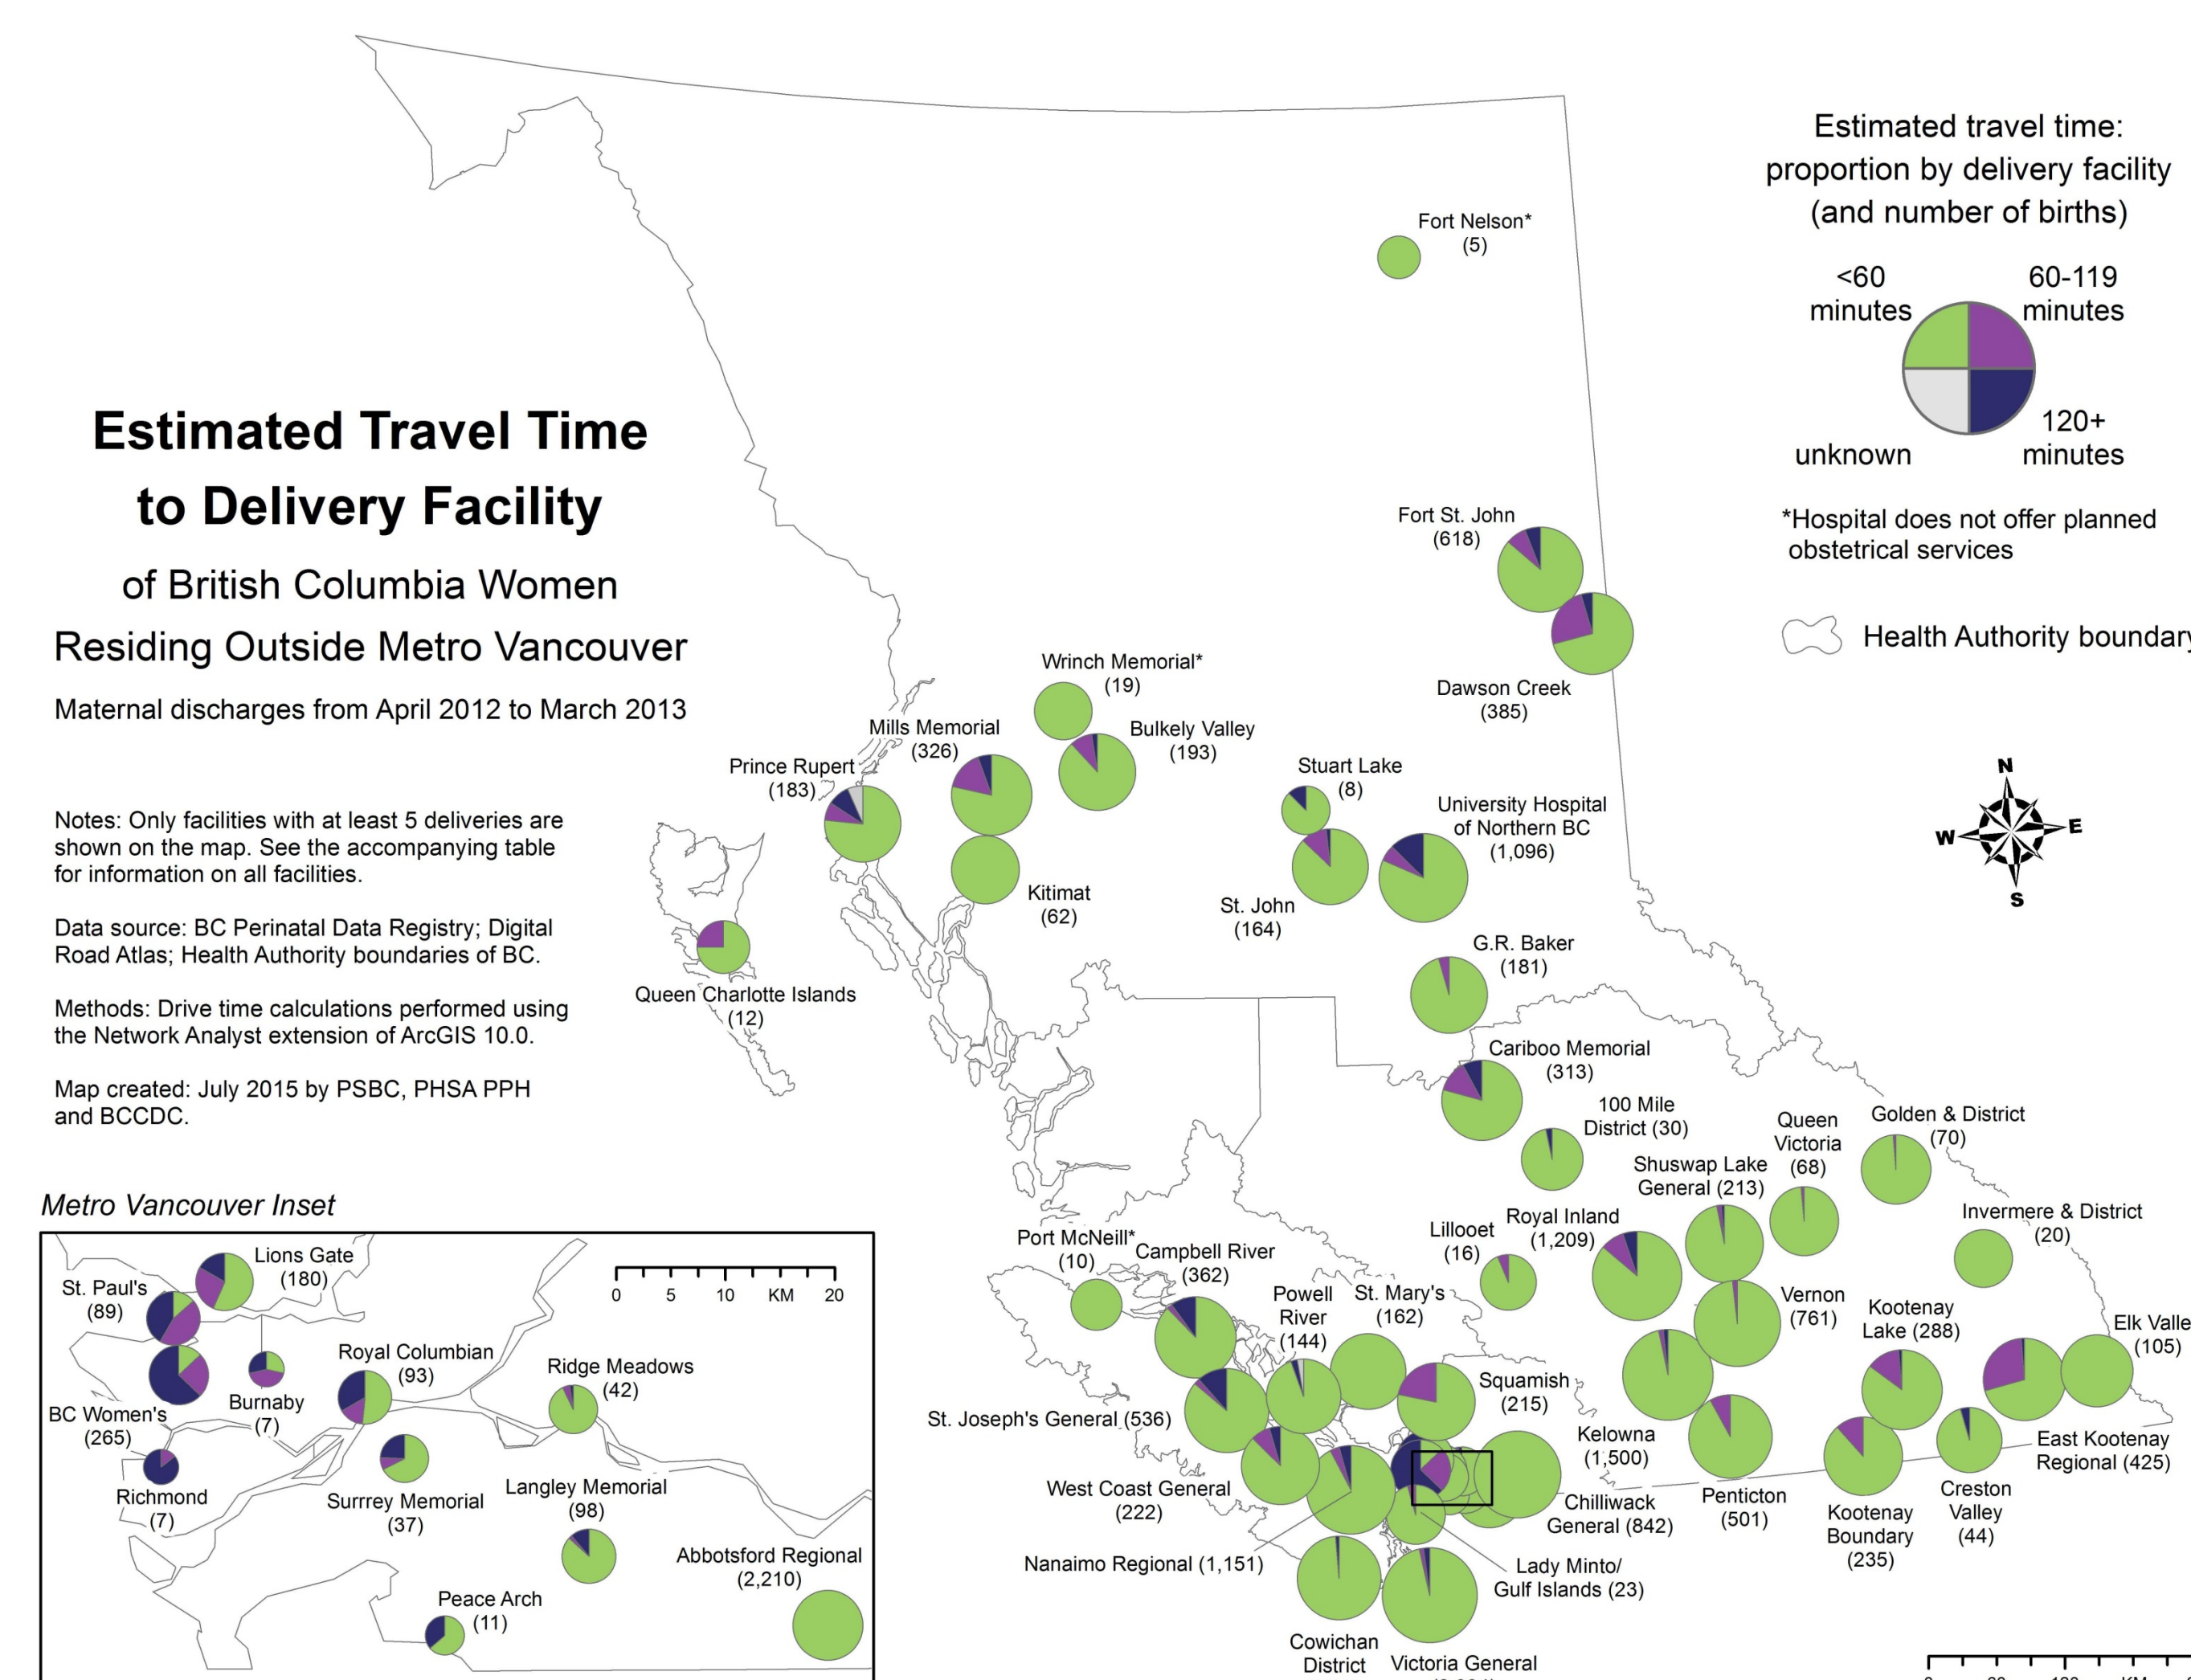 Estimated Travel Time
to Delivery Facility
of British Columbia Women
Residing Outside Metro Vancouver
Maternal discharges from April 2012 to March 2013
Notes: Only facilities with at least 5 deliveries are
shown on the map. See the accompanying table
for information on all facilities.
Data source: BC Perinatal Data Registry; Digital
Road Atlas; Health Authority boundaries of BC.
Methods: Drive time calculations performed using
the Network Analyst extension of ArcGIS 10.0.
Map created: July 2015 by PSBC, PHSA PPH
and BCCDC.
Estimated travel time:
proportion by delivery facility
(and number of births)
<60
minutes
60-119
minutes
unknown
120+
minutes
*Hospital does not offer planned
obstetrical services
Health Authority boundary
N
W
E
S
Fort Nelson*
(5)
Fort St. John
(618)
Dawson Creek
(385)
Wrinch Memorial*
(19)
Mills Memorial
(326)
Bulkely Valley
(193)
Prince Rupert
(183)
Kitimat
(62)
Queen Charlotte Islands
(12)
Stuart Lake
(8)
University Hospital
of Northern BC
(1,096)
St. John
(164)
G.R. Baker
(181)
Cariboo Memorial
(313)
100 Mile
District (30)
Queen
Victoria
(68)
Golden & District
(70)
Shuswap Lake
General (213)
Invermere & District
(20)
Lillooet
(16)
Royal Inland
(1,209)
Port McNeill*
(10)
Campbell River
(362)
Powell
River
(144)
St. Mary's
(162)
Vernon
(761)
Kootenay
Lake (288)
Elk Valle
(105)
Squamish
(215)
St. Joseph's General (536)
Kelowna
(1,500)
East Kootenay
Regional (425)
West Coast General
(222)
Chilliwack
General (842)
Penticton
(501)
Kootenay
Boundary
(235)
Creston
Valley
(44)
Nanaimo Regional (1,151)
Lady Minto/
Gulf Islands (23)
Cowichan
District
Victoria General
Metro Vancouver Inset
Lions Gate
(180)
0 5 10 KM 20
St. Paul's
(89)
Royal Columbian
(93)
Ridge Meadows
(42)
BC Women's
(265)
Burnaby
(7)
Richmond
(7)
Surrrey Memorial
(37)
Langley Memorial
(98)
Abbotsford Regional
(2,210)
Peace Arch
(11)